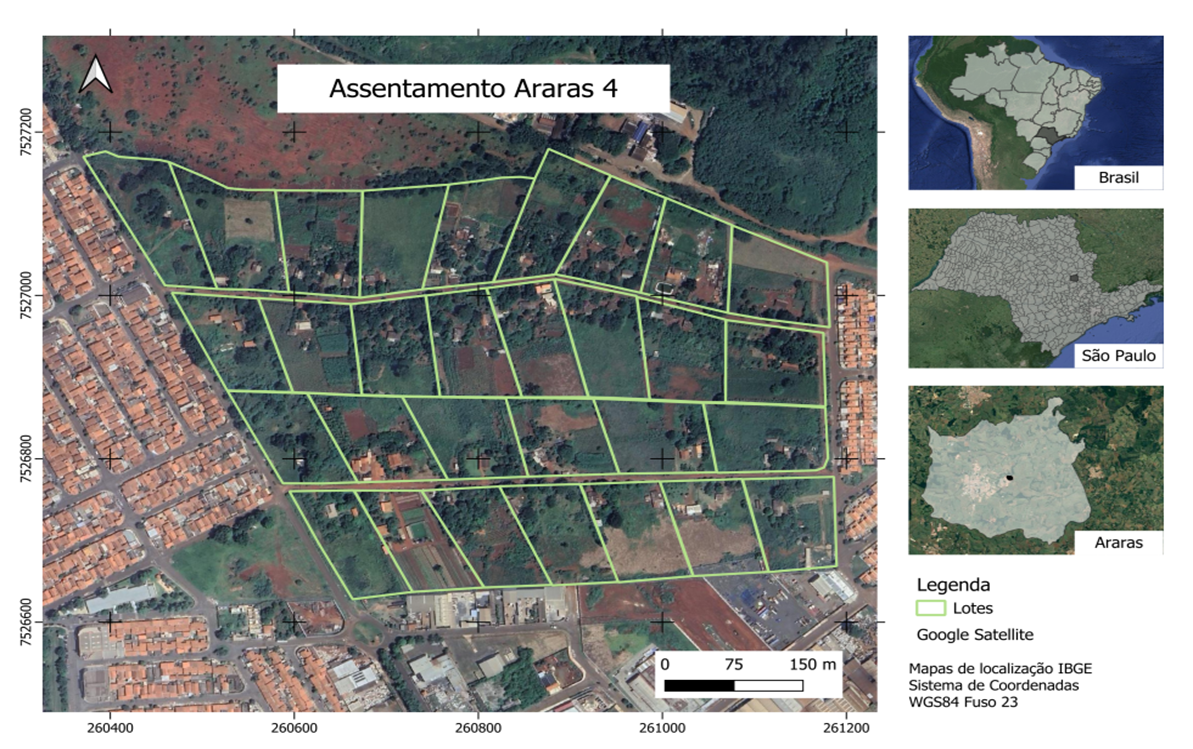 Assentamento Araras 4
7527200
7527000
7526800
7526600
260400
260600
260800
261000
261200
0 75 150 m
Brasil
São Paulo
Araras
Legenda
Lotes
Google Satellite
Mapas de localização IBGE
Sistema de Coordenadas
WGS84 Fuso 23